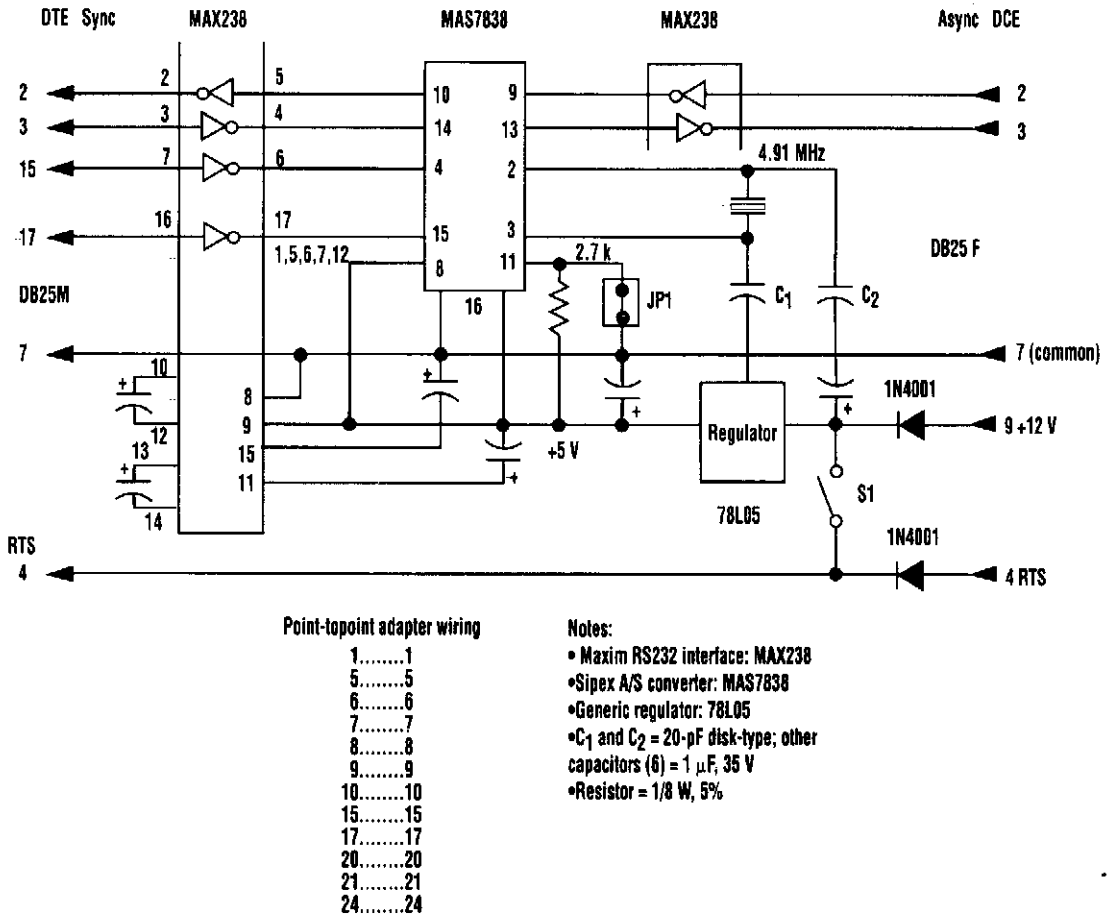 DTE Sync MAX238 MAS7838 MAX238 Async DCE
2 2 5 10 9 2
3 3 4 14 13 3
15 7 6 4 2 4.91 MHz
17 16 17 15 3
1,5,6,7,12 8 11 2.7 k DB25 F
DB25M 16 JP1 C1 C2
7 7 (common)
10 + + 1N4001
8 +
12 9 + Regulator 9 +12 V
13 15 +5 V
+ 11 + S1
14 78L05
RTS 1N4001
4 4 RTS
Point-topoint adapter wiring
1........1
5........5
6........6
7........7
8........8
9........9
10........10
15........15
17........17
20........20
21........21
24........24
Notes:
• Maxim RS232 interface: MAX238
•Sipex A/S converter: MAS7838
•Generic regulator: 78L05
•C1 and C2 = 20-pF disk-type; other
capacitors (6) = 1 µF, 35 V
•Resistor = 1/8 W, 5%